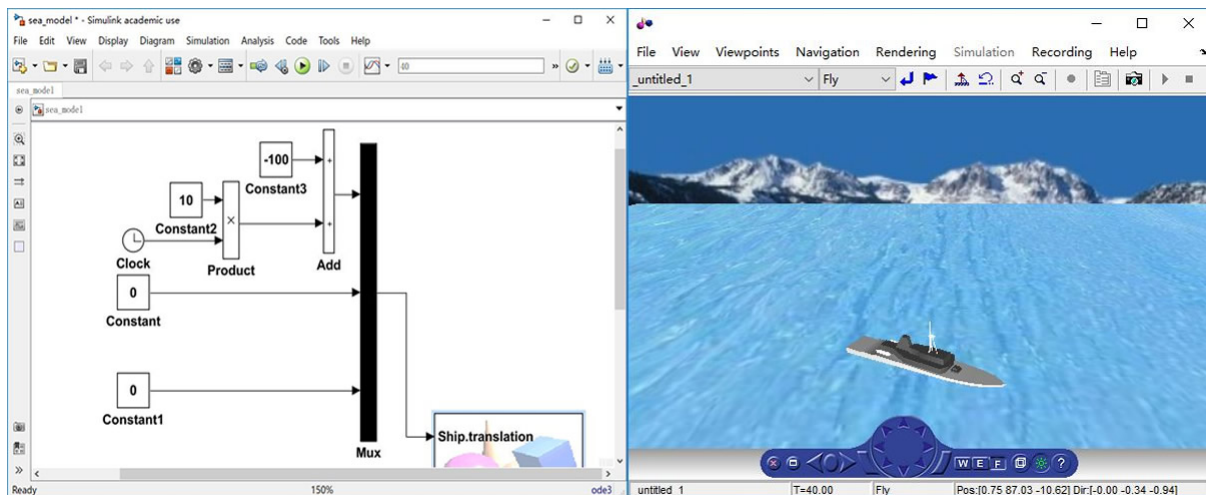 sea_model * - Simulink academic use
File Edit View Display Diagram Simulation Analysis Code Tools Help
40
»
sea_model
sea_model
-100
Constant3
10
Constant2
×
Clock
Product
+
+
Add
0
Constant
0
Constant1
Mux
Ship.translation
»
Ready 150% ode3
File View Viewpoints Navigation Rendering Simulation Recording Help
_untitled_1 Fly
W E F ?
untitled_1 T=40.00 Fly Pos:[0.75 87.03 -10.62] Dir:[-0.00 -0.34 -0.94]